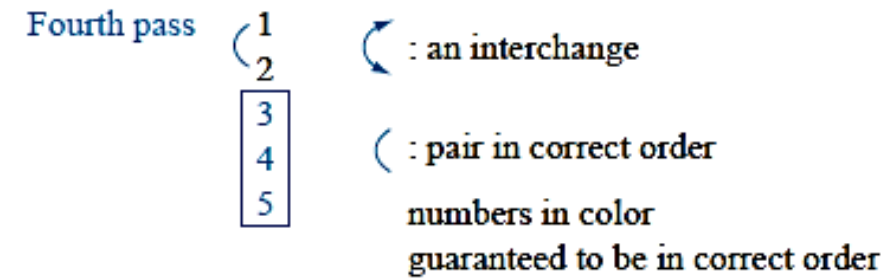 Fourth pass
1
2
3
4
5
: an interchange
: pair in correct order
numbers in color
guaranteed to be in correct order